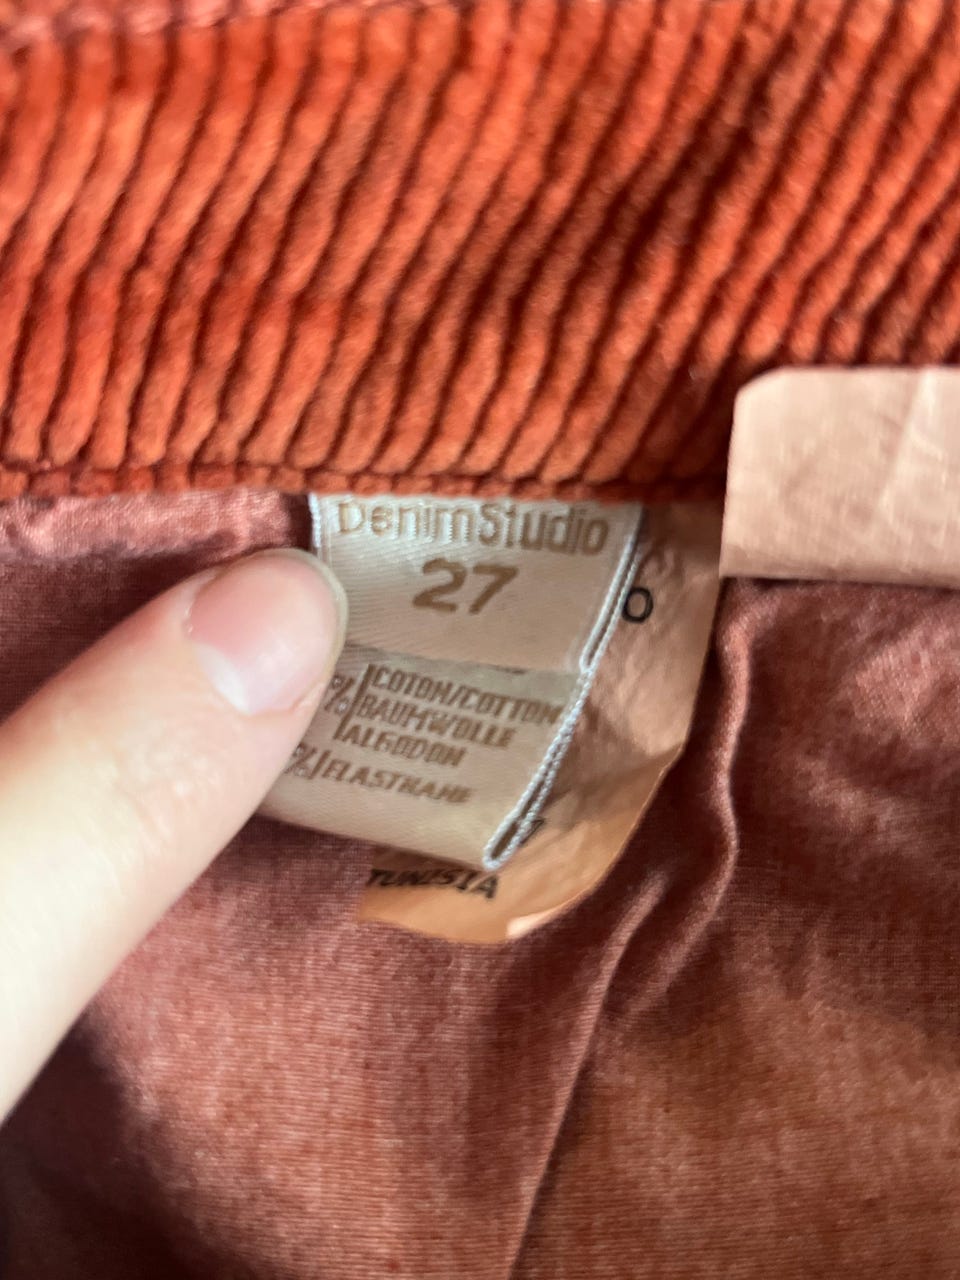 DenimStudio
27
O
% COTON/COTTON
BAUMWOLLE
ALGODON
% ELASTHANE
TUNISIA